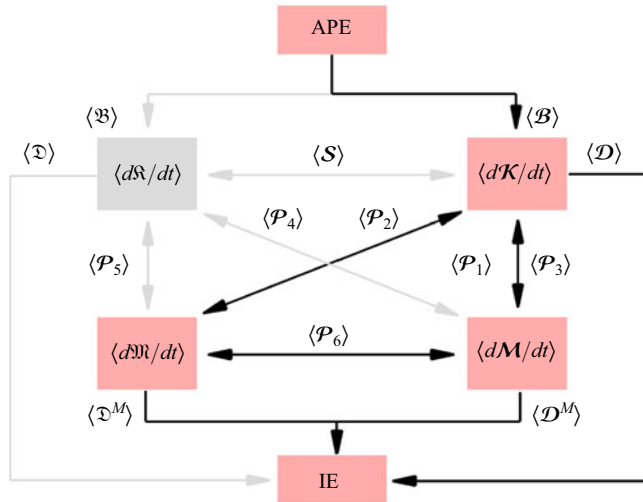 APE
⟨𝔅⟩ ⟨𝓑⟩
⟨𝔇⟩ ⟨𝓢⟩ ⟨𝓓⟩
⟨d𝔎/dt⟩ ⟨d𝓚/dt⟩
⟨𝓟₄⟩ ⟨𝓟₂⟩
⟨𝓟₅⟩ ⟨𝓟₁⟩ ⟨𝓟₃⟩
⟨𝓟₆⟩
⟨d𝔐/dt⟩ ⟨d𝓜/dt⟩
⟨𝔇ᴹ⟩ ⟨𝓓ᴹ⟩
IE